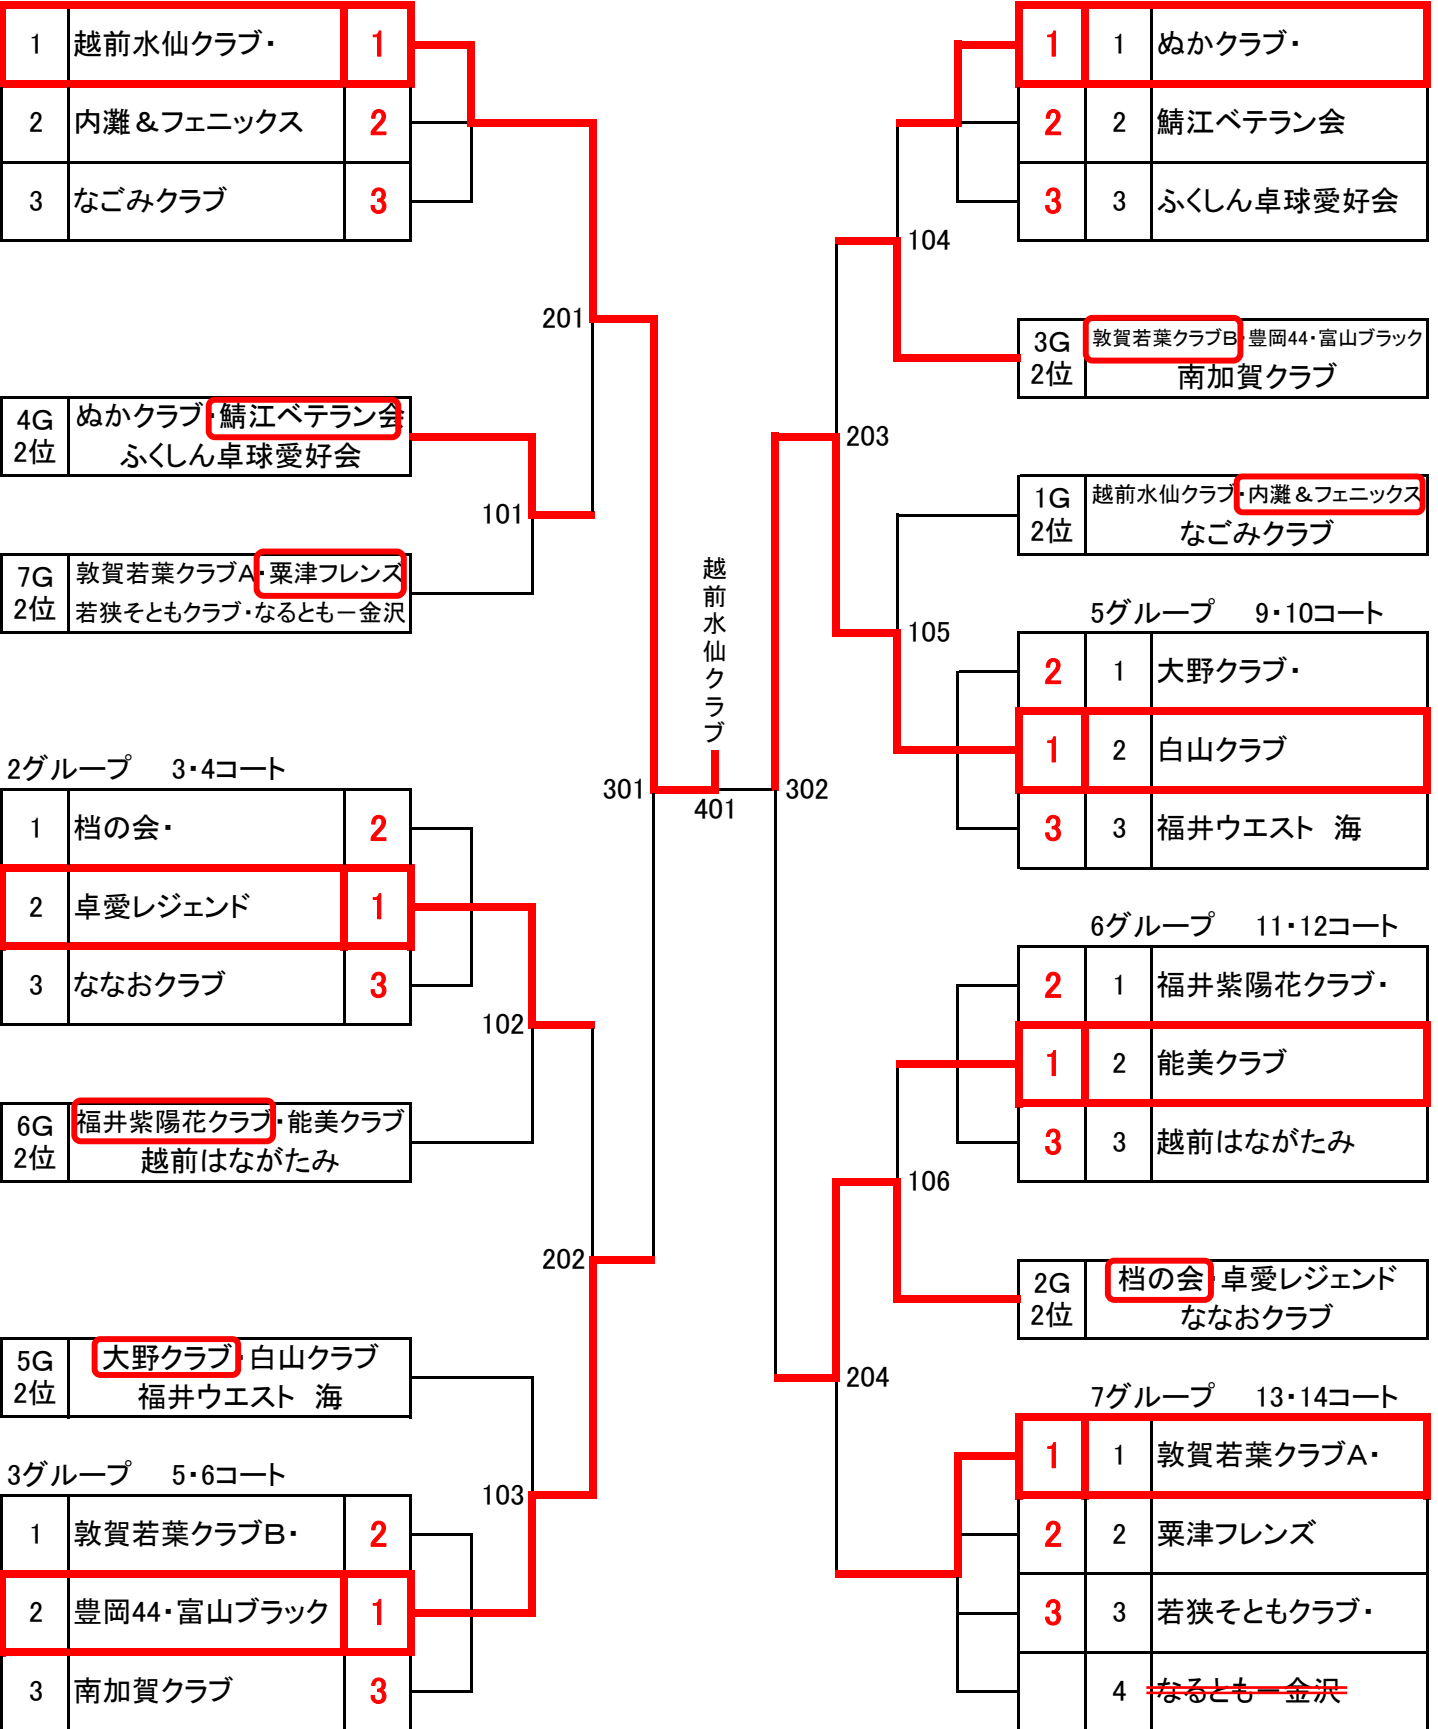 1 越前水仙クラブ・ 1
2 内灘＆フェニックス 2
3 なごみクラブ 3
201
4G ぬかクラブ・鯖江ベテラン会
2位 ふくしん卓球愛好会
101
7G 敦賀若葉クラブA・粟津フレンズ
2位 若狭そともクラブ・なるともー金沢
2グループ 3・4コート
1 档の会・ 2
2 卓愛レジェンド 1
3 ななおクラブ 3
102
6G 福井紫陽花クラブ・能美クラブ
2位 越前はながたみ
202
5G 大野クラブ・白山クラブ
2位 福井ウエスト 海
3グループ 5・6コート
103
1 敦賀若葉クラブB・ 2
2 豊岡44・富山ブラック 1
3 南加賀クラブ 3
越前水仙クラブ
301
401
302
1 1 ぬかクラブ・
2 2 鯖江ベテラン会
3 3 ふくしん卓球愛好会
104
3G 敦賀若葉クラブB・豊岡44・富山ブラック
2位 南加賀クラブ
203
1G 越前水仙クラブ・内灘＆フェニックス
2位 なごみクラブ
5グループ 9・10コート
105
2 1 大野クラブ・
1 2 白山クラブ
3 3 福井ウエスト 海
6グループ 11・12コート
2 1 福井紫陽花クラブ・
1 2 能美クラブ
3 3 越前はながたみ
106
2G 档の会・卓愛レジェンド
2位 ななおクラブ
204
7グループ 13・14コート
1 1 敦賀若葉クラブA・
2 2 粟津フレンズ
3 3 若狭そともクラブ・
4 なるともー金沢